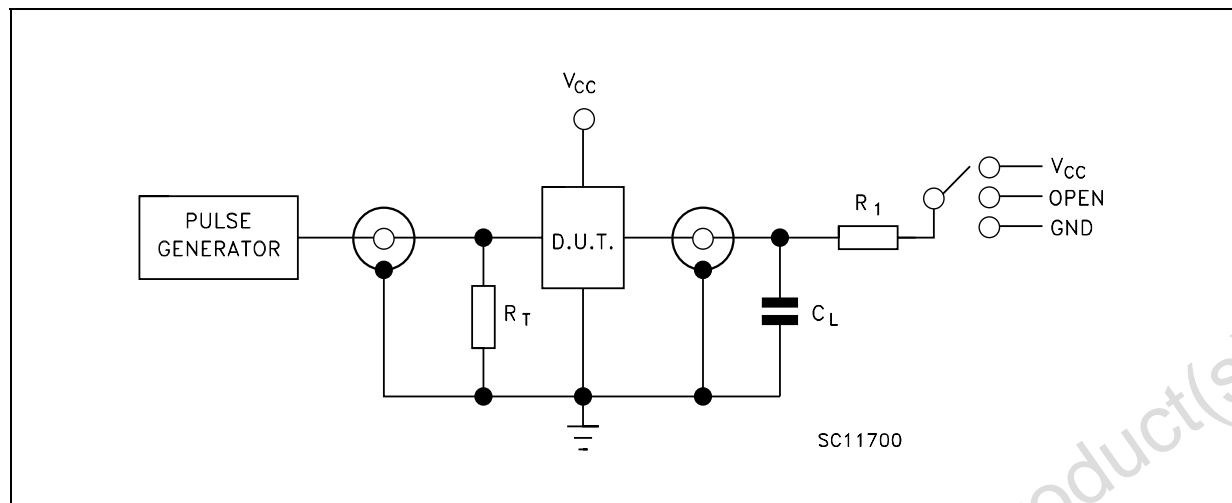 VCC
PULSE GENERATOR
D.U.T.
RT
R1
CL
VCC
OPEN
GND
SC11700